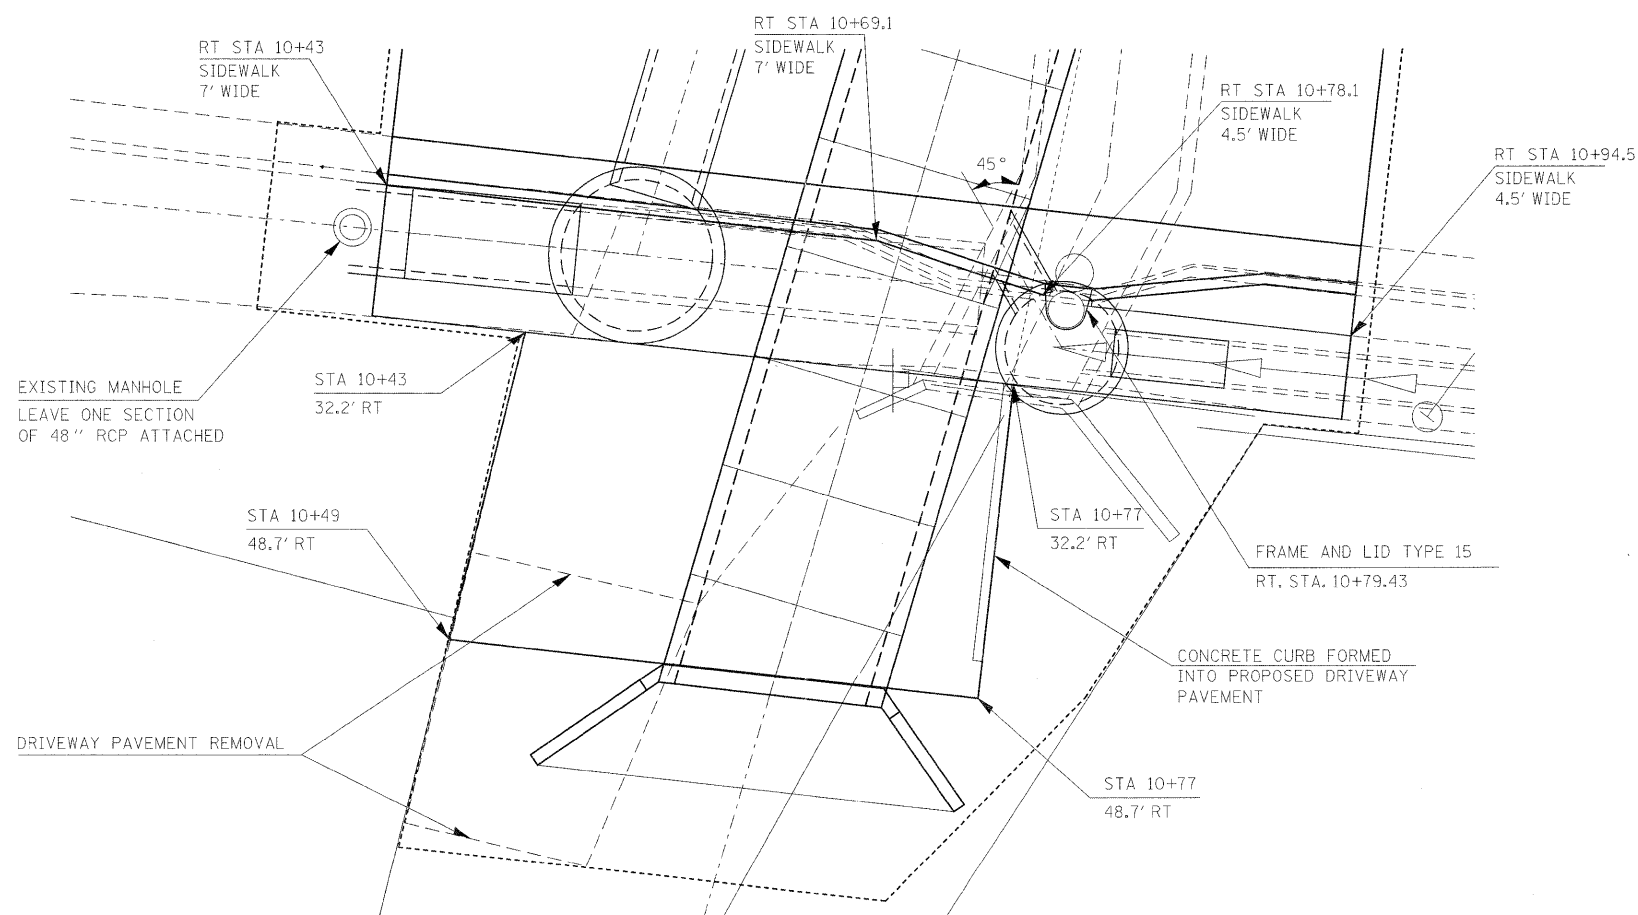 RT STA 10+69.1
SIDEWALK
7' WIDE
RT STA 10+43
SIDEWALK
7' WIDE
RT STA 10+78.1
SIDEWALK
4.5' WIDE
RT STA 10+94.5
SIDEWALK
4.5' WIDE
45°
EXISTING MANHOLE
LEAVE ONE SECTION
OF 48" RCP ATTACHED
STA 10+43
32.2' RT
STA 10+49
48.7' RT
STA 10+77
32.2' RT
FRAME AND LID TYPE 15
RT. STA. 10+79.43
CONCRETE CURB FORMED
INTO PROPOSED DRIVEWAY
PAVEMENT
DRIVEWAY PAVEMENT REMOVAL
STA 10+77
48.7' RT